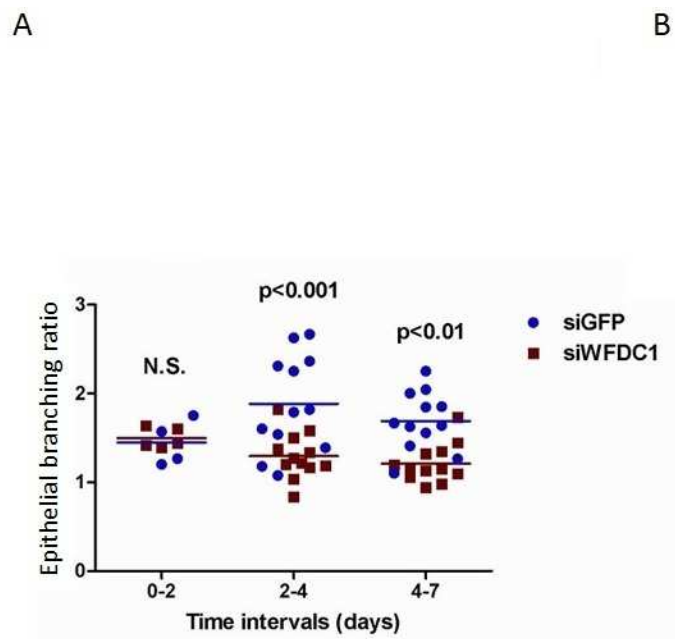 A
B
p<0.001
3
siGFP
p<0.01
siWFDC1
N.S.
2
Epithelial branching ratio
1
0
0-2
2-4
4-7
Time intervals (days)